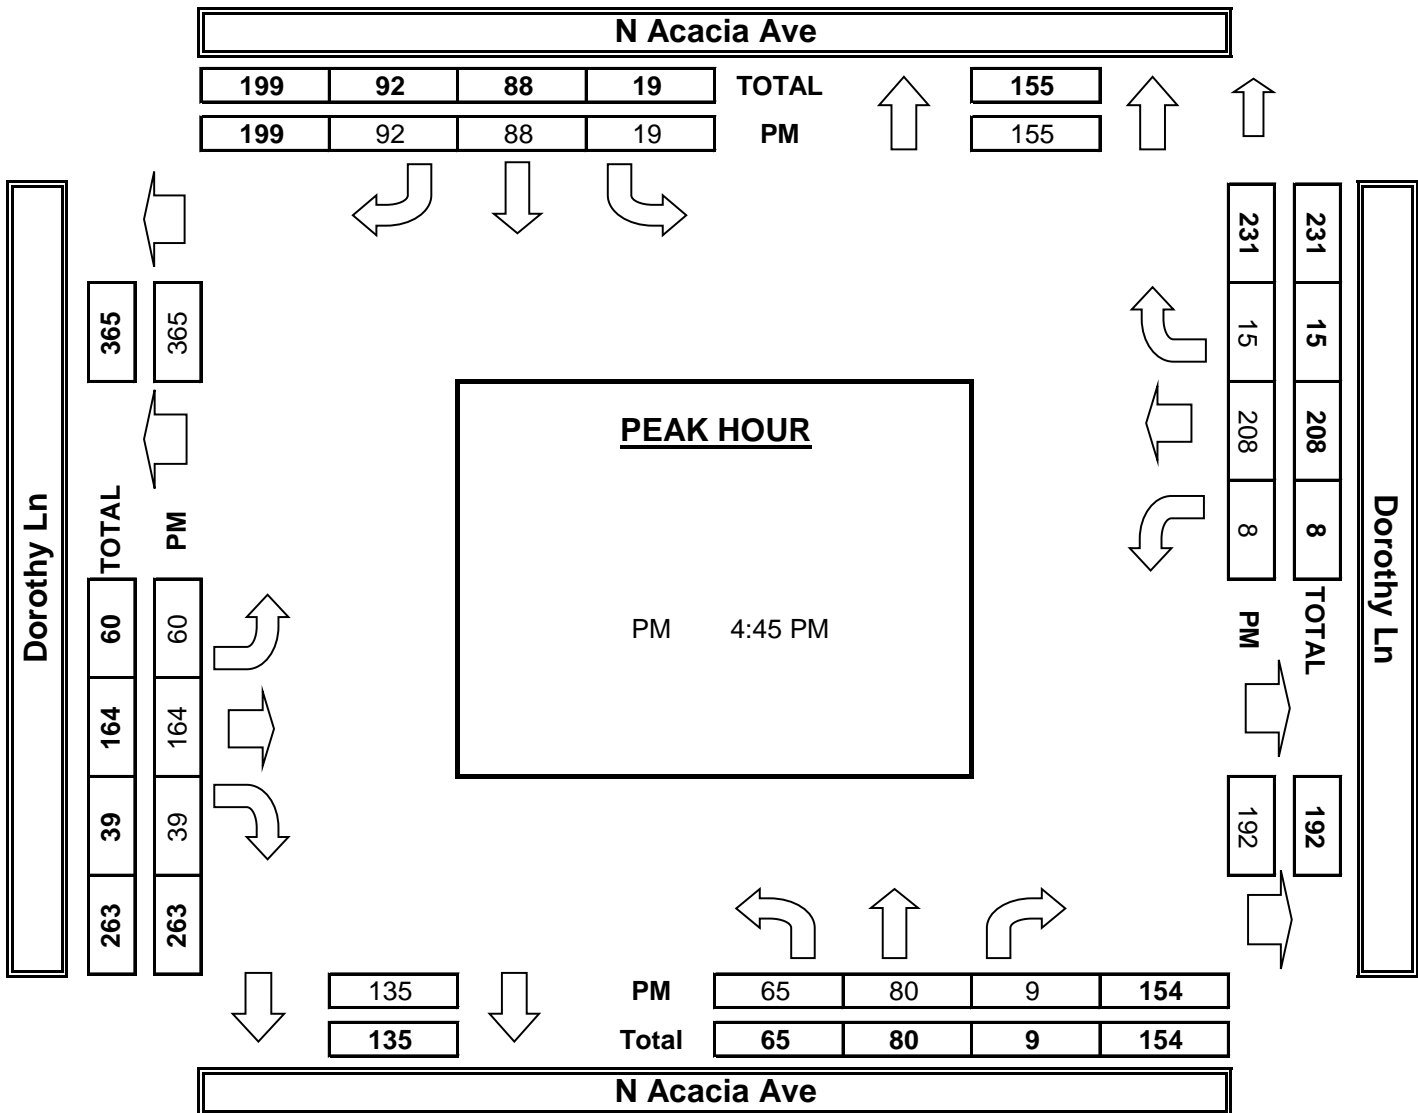 N Acacia Ave
199 92 88 19 TOTAL 155
199 92 88 19 PM 155
Dorothy Ln
TOTAL 365
PM 365
60 164 39 263
60 164 39 263
PEAK HOUR
PM 4:45 PM
231 15 208 8 PM 192
231 15 208 8 TOTAL 192
Dorothy Ln
135 PM 65 80 9 154
135 Total 65 80 9 154
N Acacia Ave